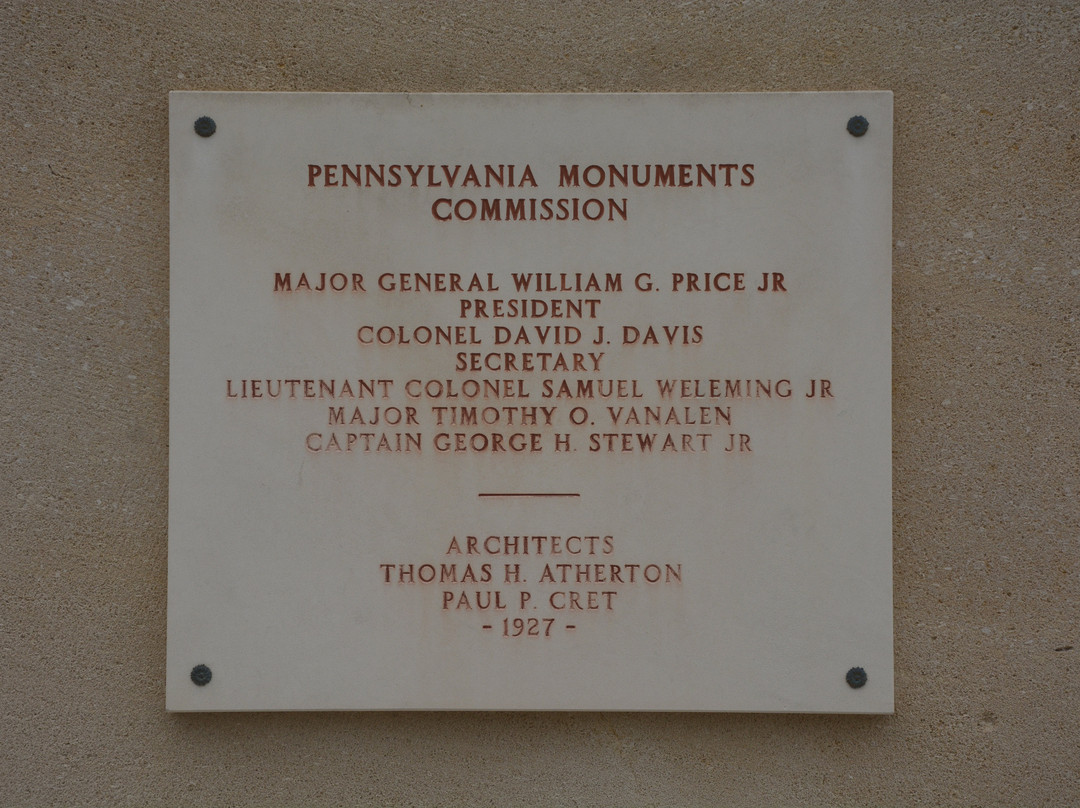 PENNSYLVANIA MONUMENTS
COMMISSION
MAJOR GENERAL WILLIAM G. PRICE JR
PRESIDENT
COLONEL DAVID J. DAVIS
SECRETARY
LIEUTENANT COLONEL SAMUEL WELEMING JR
MAJOR TIMOTHY O. VANALEN
CAPTAIN GEORGE H. STEWART JR
ARCHITECTS
THOMAS H. ATHERTON
PAUL P. CRET
- 1927 -